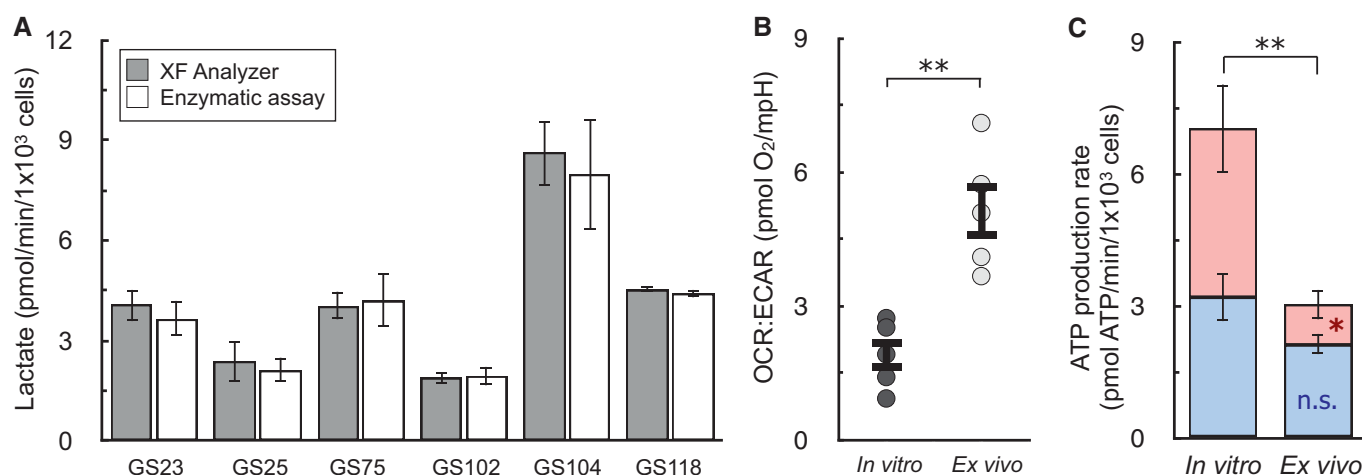 A
Lactate (pmol/min/1x10³ cells)
12
9
6
3
0
XF Analyzer
Enzymatic assay
GS23 GS25 GS75 GS102 GS104 GS118
B
OCR:ECAR (pmol O₂/mpH)
9
6
3
0
**
In vitro Ex vivo
C
ATP production rate
(pmol ATP/min/1x10³ cells)
9
6
3
0
**
*
n.s.
In vitro Ex vivo